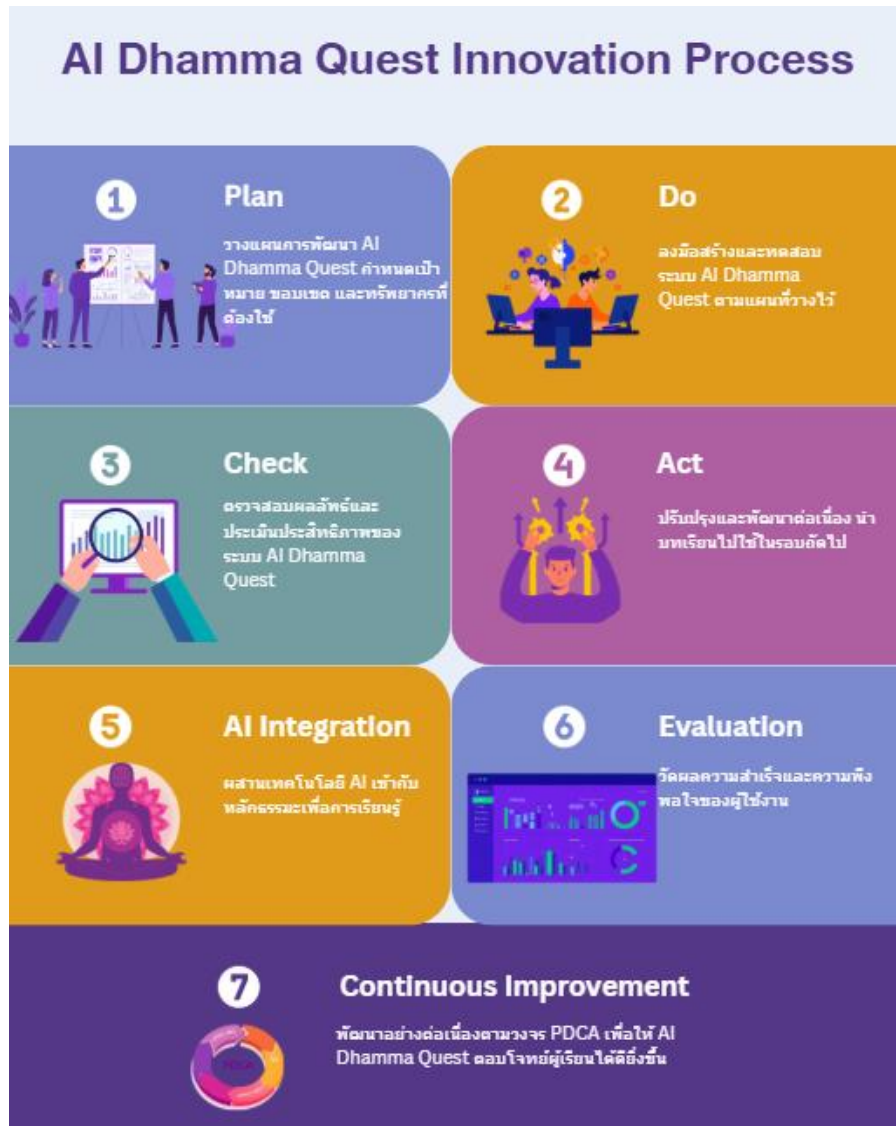 AI Dhamma Quest Innovation Process
1
Plan
วางแผนการพัฒนา AI
Dhamma Quest กำหนดเป้า
หมาย ขอบเขต และทรัพยากรที่
ต้องใช้
2
Do
ลงมือสร้างและทดสอบ
ระบบ AI Dhamma
Quest ตามแผนที่วางไว้
3
Check
ตรวจสอบผลลัพธ์และ
ประเมินประสิทธิภาพของ
ระบบ AI Dhamma
Quest
4
Act
ปรับปรุงและพัฒนาต่อเนื่อง นำ
บทเรียนไปใช้ในรอบถัดไป
5
AI Integration
ผสานเทคโนโลยี AI เข้ากับ
หลักธรรมะเพื่อการเรียนรู้
6
Evaluation
วัดผลความสำเร็จและความพึง
พอใจของผู้ใช้งาน
7
Continuous Improvement
พัฒนาอย่างต่อเนื่องตามวงจร PDCA เพื่อให้ AI
Dhamma Quest ตอบโจทย์ผู้เรียนได้ดียิ่งขึ้น
PDCA